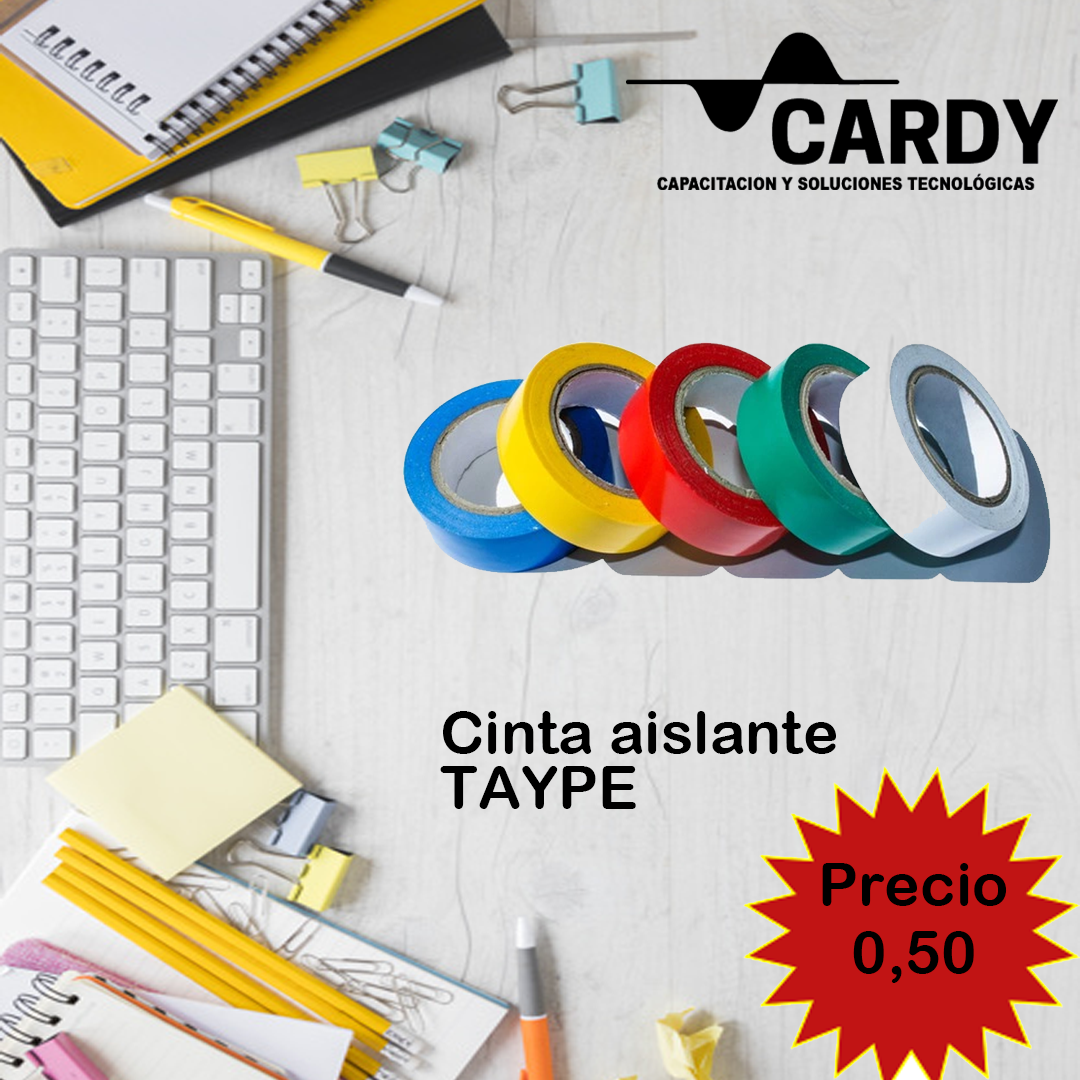 CARDY
CAPACITACION Y SOLUCIONES TECNOLÓGICAS
Cinta aislante
TAYPE
Precio
0,50